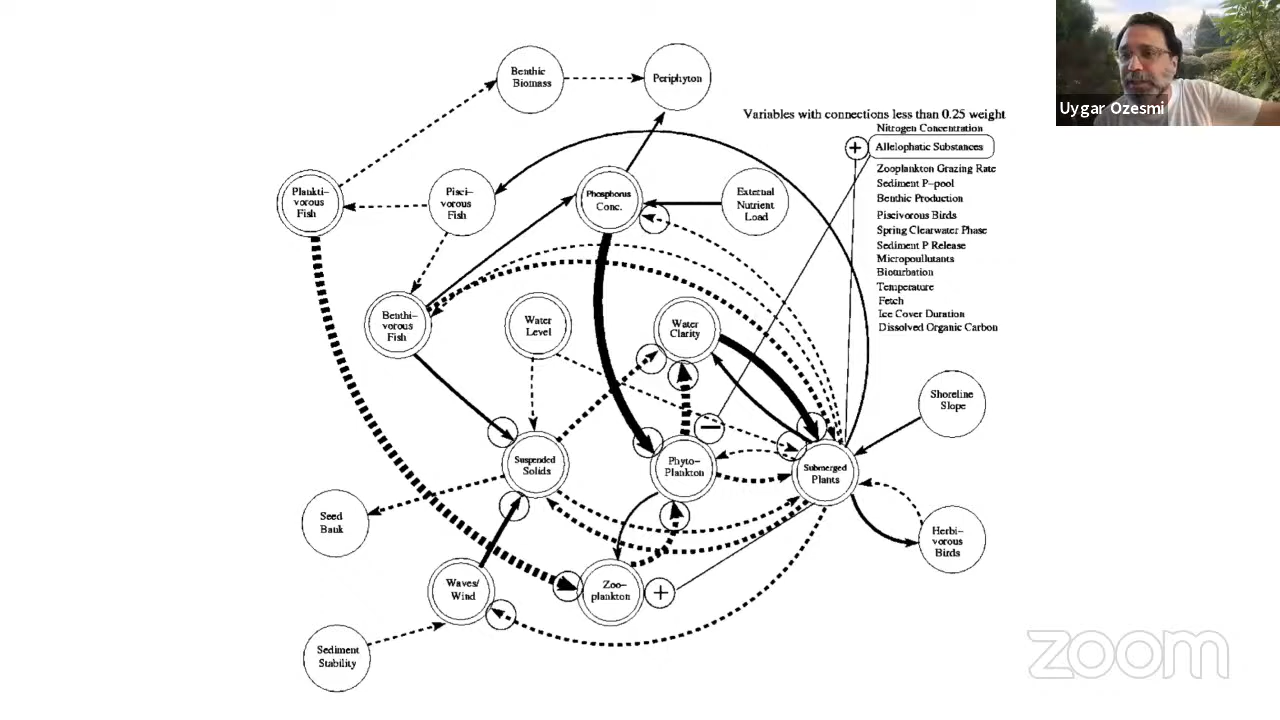 Benthic
Biomass
Periphyton
Uygar Ozesmi
Variables with connections less than 0.25 weight
Nitrogen Concentration
+
Allelophatic Substances
Zooplankton Grazing Rate
Sediment P-pool
Benthic Production
Piscivorous Birds
Spring Clearwater Phase
Sediment P Release
Micropoullutants
Bioturbation
Temperature
Fetch
Ice Cover Duration
Dissolved Organic Carbon
Plankti-
vorous
Fish
Pisci-
vorous
Fish
Phosphorus
Conc.
External
Nutrient
Load
Benthi-
vorous
Fish
Water
Level
Water
Clarity
Shoreline
Slope
−
Suspended
Solids
Phyto-
Plankton
Submerged
Plants
Seed
Bank
Herbi-
vorous
Birds
Waves/
Wind
Zoo-
plankton
+
Sediment
Stability
zoom